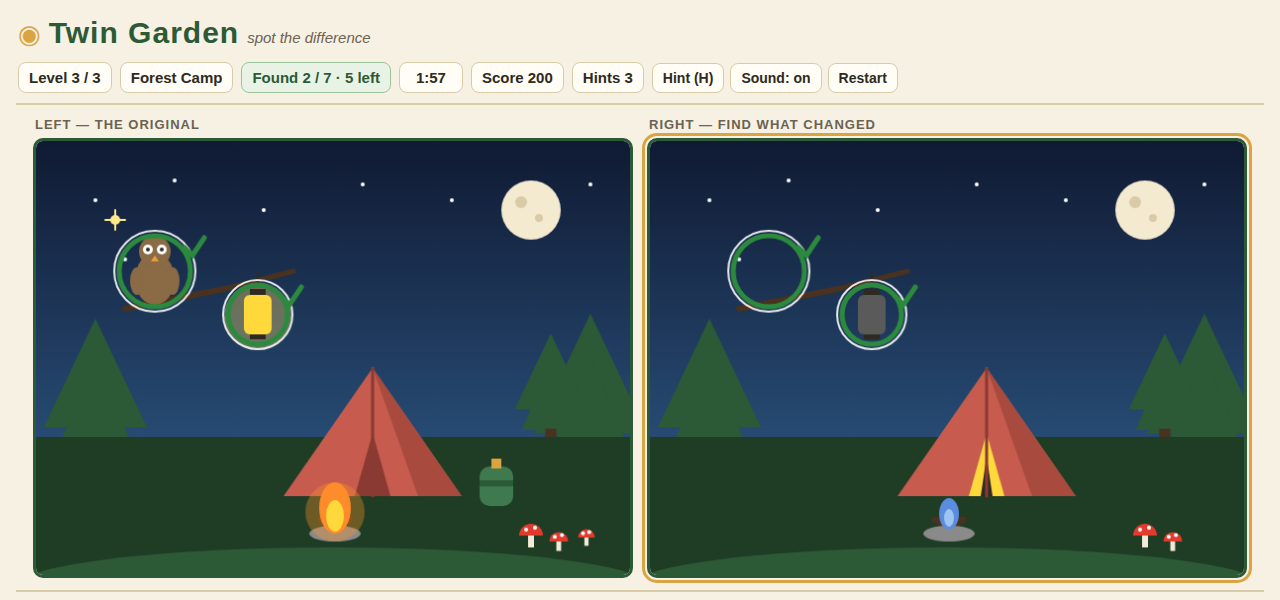 Twin Garden spot the difference
Level 3 / 3 Forest Camp Found 2 / 7 · 5 left 1:57 Score 200 Hints 3 Hint (H) Sound: on Restart
LEFT — THE ORIGINAL
RIGHT — FIND WHAT CHANGED